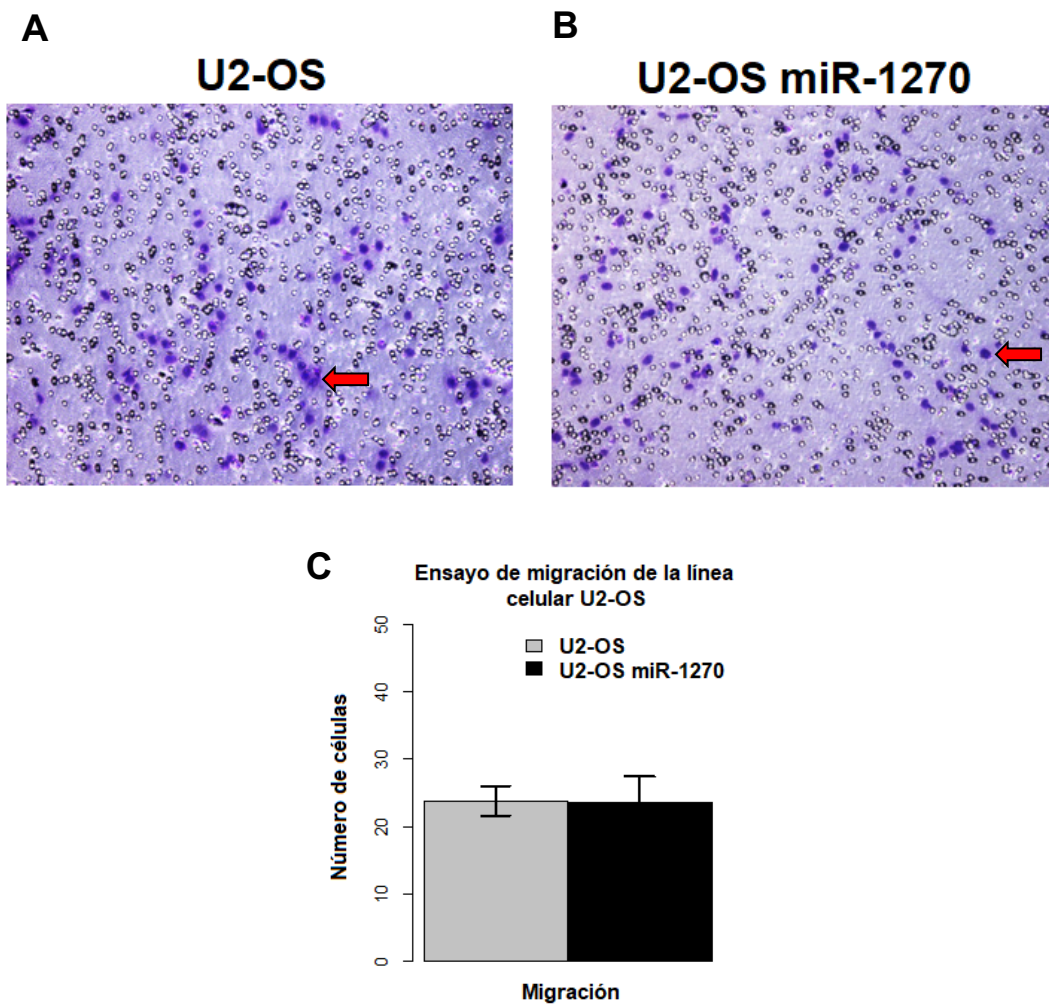 A
U2-OS
B
U2-OS miR-1270
C
Ensayo de migración de la línea
celular U2-OS
U2-OS
U2-OS miR-1270
50
40
30
20
10
0
Número de células
Migración